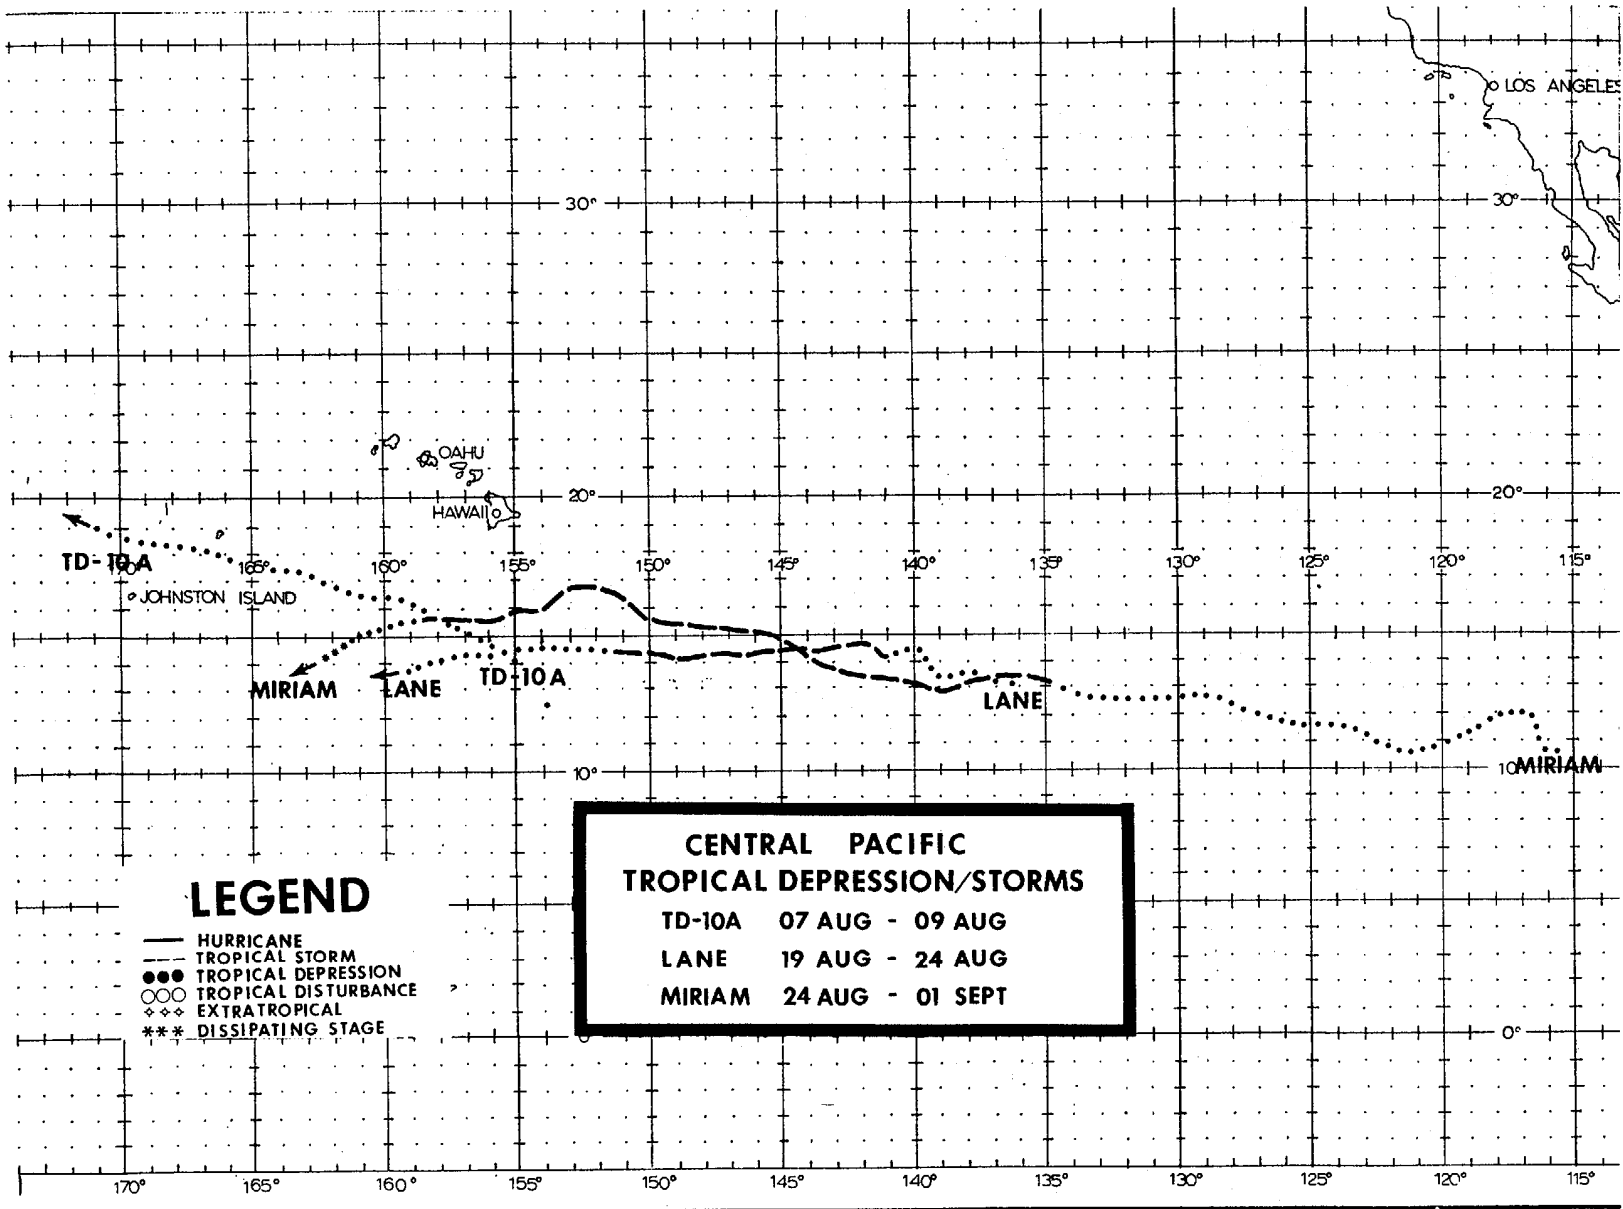 LOS ANGELES
30°
30°
OAHU
20°
20°
HAWAII
TD-10A
170°
165°
160°
155°
150°
145°
140°
135°
130°
125°
120°
115°
JOHNSTON ISLAND
MIRIAM
LANE
TD-10A
LANE
10°
10°
MIRIAM
CENTRAL PACIFIC
TROPICAL DEPRESSION/STORMS
TD-10A 07 AUG - 09 AUG
LANE 19 AUG - 24 AUG
MIRIAM 24 AUG - 01 SEPT
LEGEND
HURRICANE
TROPICAL STORM
TROPICAL DEPRESSION
TROPICAL DISTURBANCE
EXTRATROPICAL
*** DISSIPATING STAGE
0°
170°
165°
160°
155°
150°
145°
140°
135°
130°
125°
120°
115°